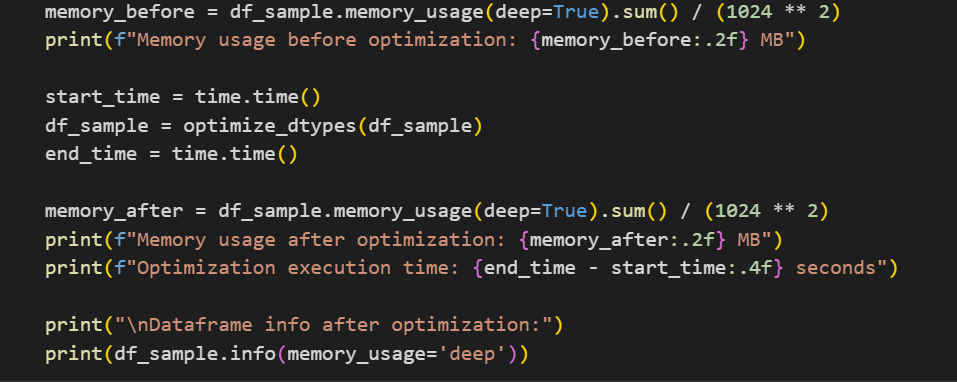 memory_before = df_sample.memory_usage(deep=True).sum() / (1024 ** 2)
print(f"Memory usage before optimization: {memory_before:.2f} MB")
start_time = time.time()
df_sample = optimize_dtypes(df_sample)
end_time = time.time()
memory_after = df_sample.memory_usage(deep=True).sum() / (1024 ** 2)
print(f"Memory usage after optimization: {memory_after:.2f} MB")
print(f"Optimization execution time: {end_time - start_time:.4f} seconds")
print("\nDataframe info after optimization:")
print(df_sample.info(memory_usage='deep'))